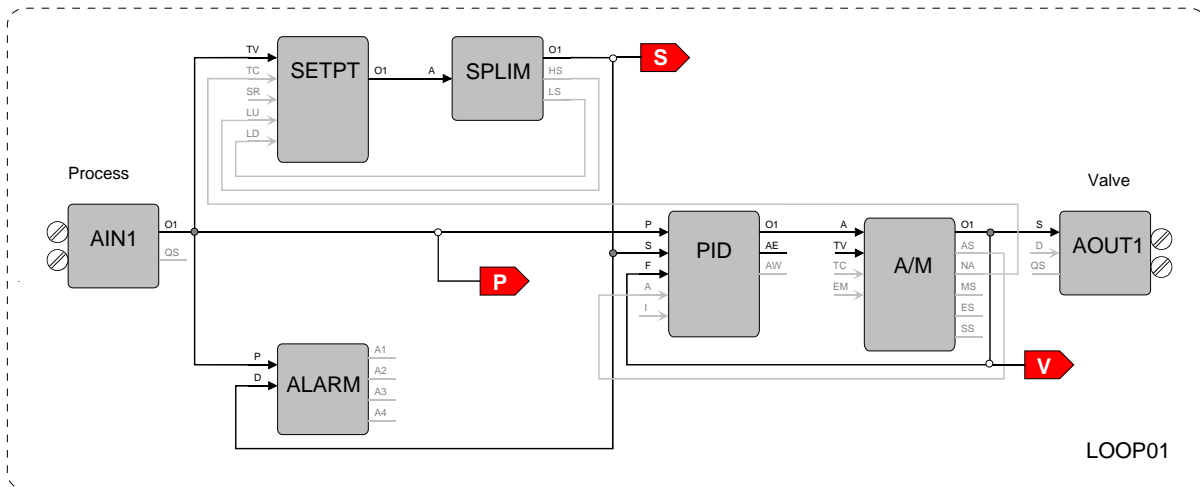 TV
TC
SR
LU
LD
SETPT
O1
A
SPLIM
O1
HS
LS
S
Process
AIN1
O1
QS
P
P
S
F
A
I
PID
O1
AE
AW
A
TV
TC
EM
A/M
O1
AS
NA
MS
ES
SS
Valve
S
D
QS
AOUT1
V
P
D
ALARM
A1
A2
A3
A4
LOOP01